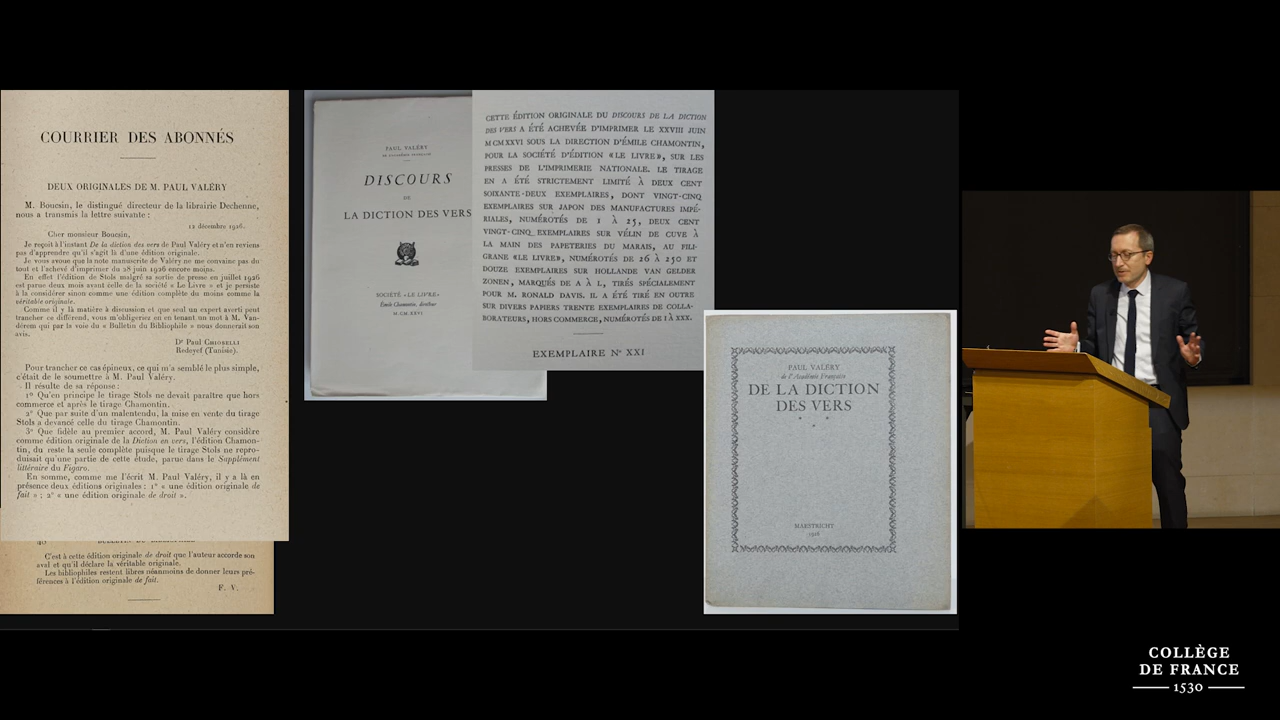 COURRIER DES ABONNÉS
DEUX ORIGINALES DE M. PAUL VALÉRY
M. Boucsin, le distingué directeur de la librairie Dechenne,
nous a transmis la lettre suivante :
12 décembre 1926.
Cher monsieur Boucsin,
Je reçois à l'instant De la diction des vers de Paul Valéry et n'en reviens
pas d'apprendre qu'il s'agit là d'une édition originale.
Je vous avoue que la note manuscrite de Valéry ne me convainc pas du
tout et l'achevé d'imprimer du 28 juin 1926 encore moins.
En effet l'édition de Stols malgré sa sortie de presse en juillet 1926
est parue deux mois avant celle de la société « Le Livre » et je persiste
à la considérer sinon comme une édition complète du moins comme la
véritable originale.
Comme il y là matière à discussion et que seul un expert averti peut
trancher ce différend, vous m'obligeriez en en tenant un mot à M. Van-
dérem qui par le voie du « Bulletin du Bibliophile » nous donnerait son
avis.
Dr Paul CHIOSELLI
Redeyef (Tunisie).
Pour trancher ce cas épineux, ce qui m'a semblé le plus simple,
c'était de le soumettre à M. Paul Valéry.
Il résulte de sa réponse :
1° Qu'en principe le tirage Stols ne devait paraître que hors
commerce et après le tirage Chamontin.
2° Que par suite d'un malentendu, la mise en vente du tirage
Stols a devancé celle du tirage Chamontin.
3° Que fidèle au premier accord, M. Paul Valéry considère
comme édition originale de la Diction en vers, l'édition Chamon-
tin, du reste la seule complète puisque le tirage Stols ne repro-
duisait qu'une partie de cette étude, parue dans le Supplément
littéraire du Figaro.
En somme, comme me l'écrit M. Paul Valéry, il y a là en
présence deux éditions originales : 1° « une édition originale de
fait » ; 2° « une édition originale de droit ».
C'est à cette édition originale de droit que l'auteur accorde son
aval et qu'il déclare la véritable originale.
Les bibliophiles restent libres néanmoins de donner leurs pré-
férences à l'édition originale de fait.
F. V.
PAUL VALÉRY
DE L'ACADÉMIE FRANÇAISE
DISCOURS
DE
LA DICTION DES VERS
SOCIÉTÉ «LE LIVRE»
Émile Chamontin, directeur
M CM XXVI
CETTE ÉDITION ORIGINALE DU DISCOURS DE LA DICTION
DES VERS A ÉTÉ ACHEVÉE D'IMPRIMER LE XXVIII JUIN
M CM XXVI SOUS LA DIRECTION D'ÉMILE CHAMONTIN,
POUR LA SOCIÉTÉ D'ÉDITION «LE LIVRE», SUR LES
PRESSES DE L'IMPRIMERIE NATIONALE. LE TIRAGE
EN A ÉTÉ STRICTEMENT LIMITÉ À DEUX CENT
SOIXANTE-DEUX EXEMPLAIRES, DONT VINGT-CINQ
EXEMPLAIRES SUR JAPON DES MANUFACTURES IMPÉ-
RIALES, NUMÉROTÉS DE 1 À 25, DEUX CENT
VINGT-CINQ EXEMPLAIRES SUR VÉLIN DE CUVE À
LA MAIN DES PAPETERIES DU MARAIS, AU FILI-
GRANE «LE LIVRE», NUMÉROTÉS DE 26 À 250 ET
DOUZE EXEMPLAIRES SUR HOLLANDE VAN GELDER
ZONEN, MARQUÉS DE A À L, TIRÉS SPÉCIALEMENT
POUR M. RONALD DAVIS. IL A ÉTÉ TIRÉ EN OUTRE
SUR DIVERS PAPIERS TRENTE EXEMPLAIRES DE COLLA-
BORATEURS, HORS COMMERCE, NUMÉROTÉS DE I À XXX.
EXEMPLAIRE N° XXI
PAUL VALÉRY
de l'Académie Française
DE LA DICTION
DES VERS
MAESTRICHT
1926
COLLÈGE
DE FRANCE
1530